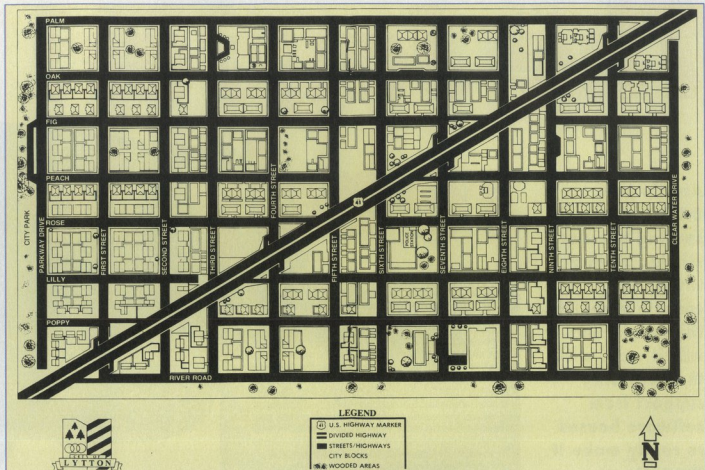 PALM
OAK
FIG
PEACH
ROSE
LILLY
POPPY
RIVER ROAD
CITY PARK
PARKWAY DRIVE
FIRST STREET
SECOND STREET
THIRD STREET
FOURTH STREET
FIFTH STREET
SIXTH STREET
SEVENTH STREET
EIGHTH STREET
NINTH STREET
TENTH STREET
CLEAR WATER DRIVE
41
POLICE STATION
LYTTON
LEGEND
41 U.S. HIGHWAY MARKER
DIVIDED HIGHWAY
STREETS/HIGHWAYS
CITY BLOCKS
WOODED AREAS
N